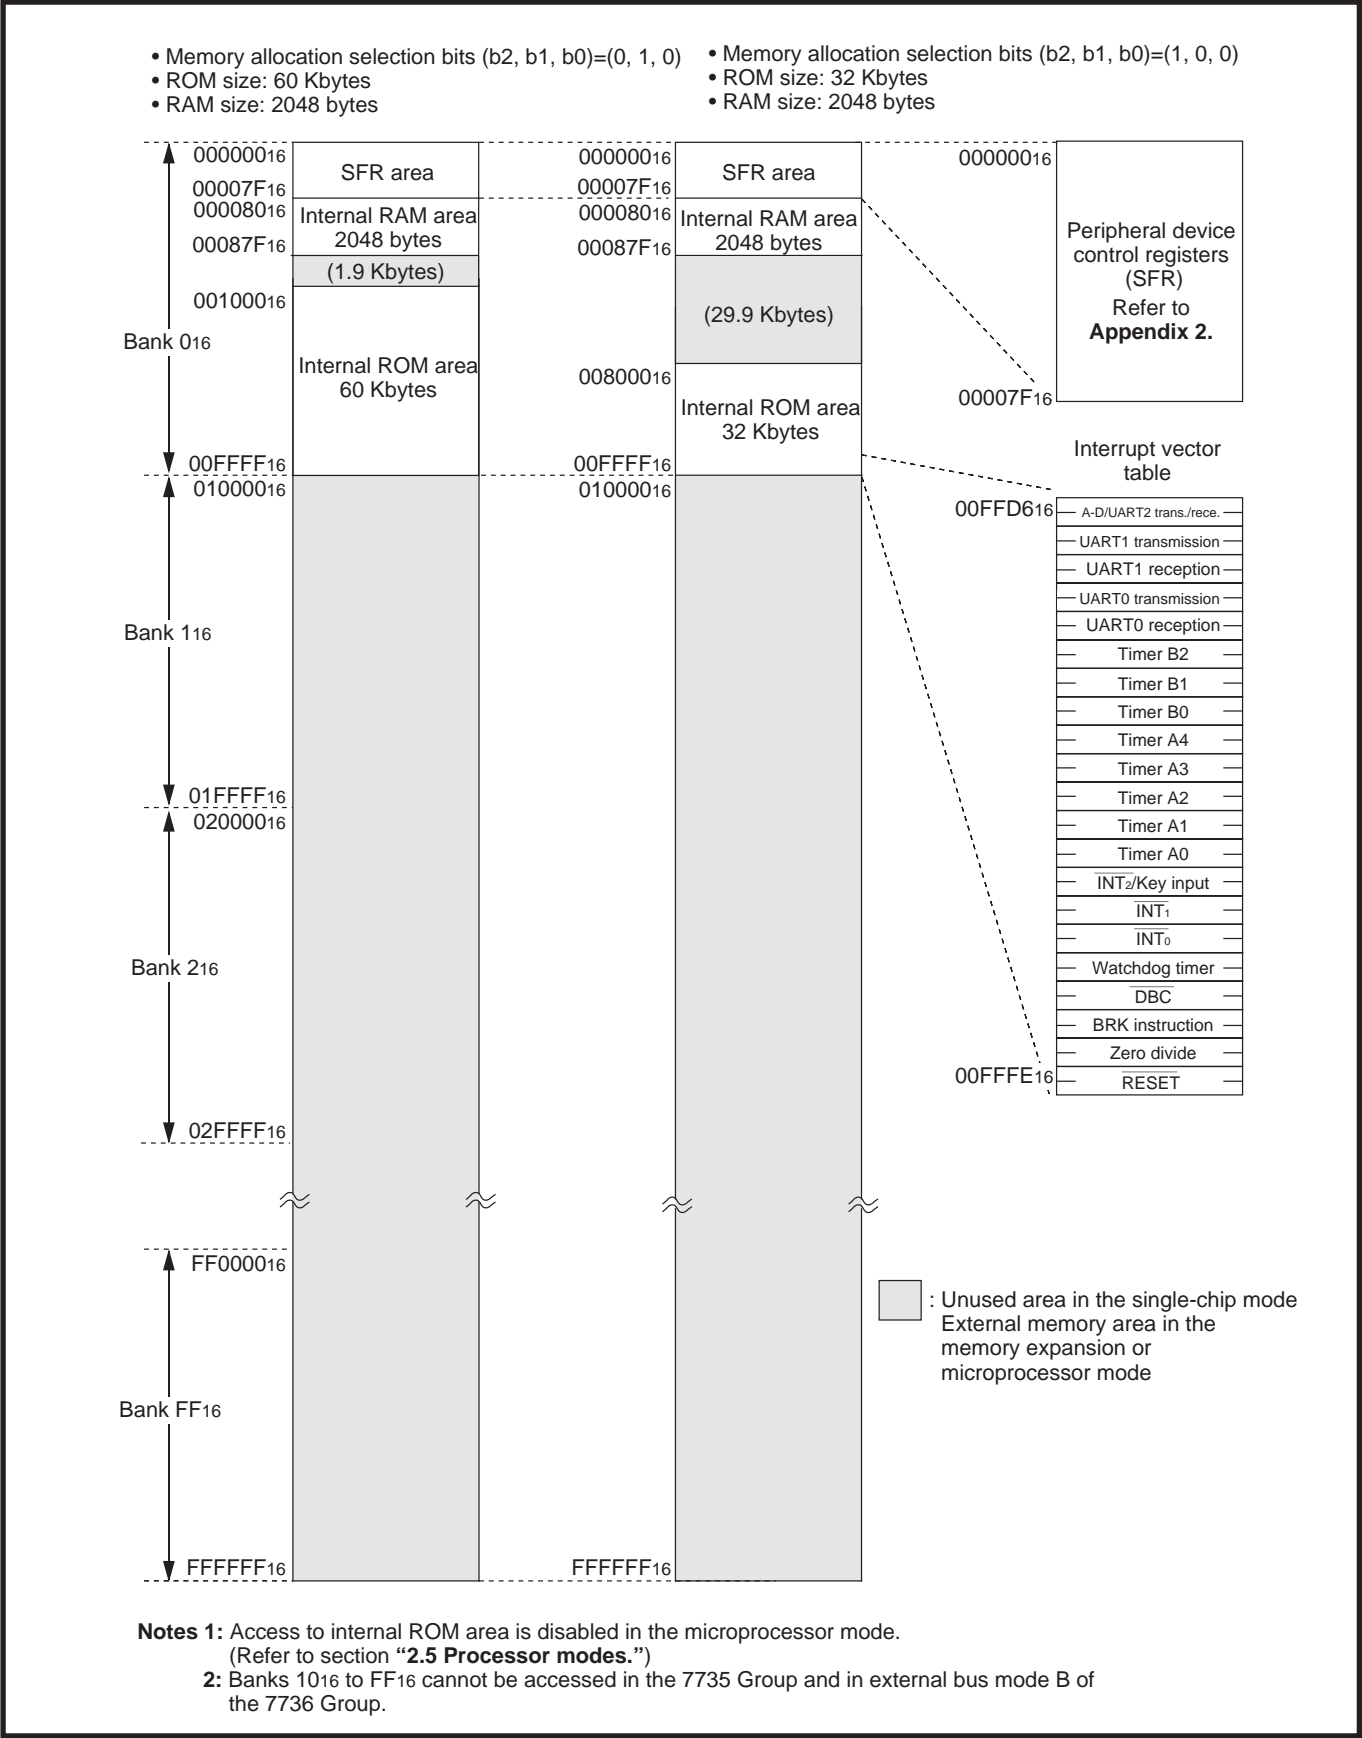 • Memory allocation selection bits (b2, b1, b0)=(0, 1, 0)
• ROM size: 60 Kbytes
• RAM size: 2048 bytes
• Memory allocation selection bits (b2, b1, b0)=(1, 0, 0)
• ROM size: 32 Kbytes
• RAM size: 2048 bytes
Bank 016
Bank 116
Bank 216
Bank FF16
00000016
00007F16
00008016
00087F16
00100016
00FFFF16
01000016
01FFFF16
02000016
02FFFF16
FF000016
FFFFFF16
SFR area
Internal RAM area
2048 bytes
(1.9 Kbytes)
Internal ROM area
60 Kbytes
00000016
00007F16
00008016
00087F16
00800016
00FFFF16
01000016
FFFFFF16
SFR area
Internal RAM area
2048 bytes
(29.9 Kbytes)
Internal ROM area
32 Kbytes
00000016
00007F16
Peripheral device
control registers
(SFR)
Refer to
Appendix 2.
Interrupt vector
table
00FFD616
A-D/UART2 trans./rece.
UART1 transmission
UART1 reception
UART0 transmission
UART0 reception
Timer B2
Timer B1
Timer B0
Timer A4
Timer A3
Timer A2
Timer A1
Timer A0
INT2/Key input
INT1
INT0
Watchdog timer
DBC
BRK instruction
Zero divide
00FFFE16
RESET
: Unused area in the single-chip mode
External memory area in the
memory expansion or
microprocessor mode
Notes 1: Access to internal ROM area is disabled in the microprocessor mode.
(Refer to section “2.5 Processor modes.”)
2: Banks 1016 to FF16 cannot be accessed in the 7735 Group and in external bus mode B of
the 7736 Group.